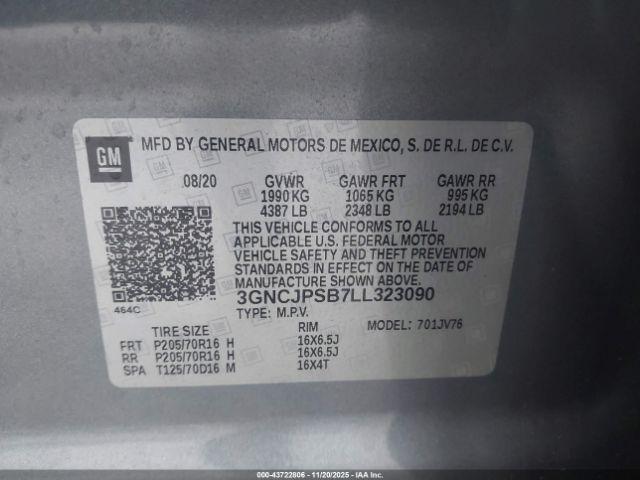 GM
MFD BY GENERAL MOTORS DE MEXICO, S. DE R.L. DE C.V.
08/20 GVWR GAWR FRT GAWR RR
1990 KG 1065 KG 995 KG
4387 LB 2348 LB 2194 LB
THIS VEHICLE CONFORMS TO ALL
APPLICABLE U.S. FEDERAL MOTOR
VEHICLE SAFETY AND THEFT PREVENTION
STANDARDS IN EFFECT ON THE DATE
OF MANUFACTURE SHOWN ABOVE.
3GNCJPSB7LL323090
464C
TYPE: M.P.V.
TIRE SIZE RIM MODEL: 701JV76
FRT P205/70R16 H 16X6.5J
RR P205/70R16 H 16X6.5J
SPA T125/70D16 M 16X4T
000-43722806 - 11/20/2025 - IAAI.com